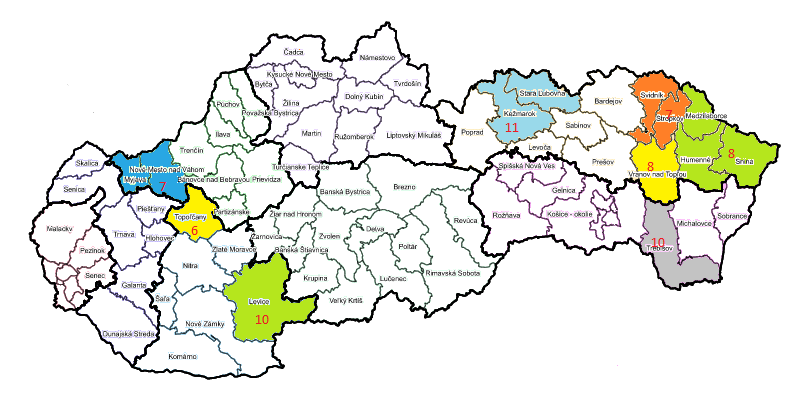 Čadca
Námestovo
Kysucké Nové Mesto
Bytča
Tvrdošín
Dolný Kubín
Žilina
Púchov
Považská Bystrica
Ilava
Martin
Ružomberok
Liptovský Mikuláš
Trenčín
Turčianske Teplice
Bánovce nad Bebravou
Prievidza
Nové Mesto nad Váhom
Myjava
7
Skalica
Senica
Piešťany
Topoľčany
6
Partizánske
Malacky
Pezinok
Senec
Trnava
Hlohovec
Galanta
Dunajská Streda
Zlaté Moravce
Nitra
Šaľa
Nové Zámky
Komárno
Levice
10
Banská Bystrica
Brezno
Žiar nad Hronom
Žarnovica
Zvolen
Detva
Banská Štiavnica
Krupina
Veľký Krtíš
Lučenec
Poltár
Revúca
Rimavská Sobota
Poprad
Kežmarok
11
Stará Ľubovňa
Bardejov
Sabinov
Levoča
Prešov
Svidník
7
Stropkov
Medzilaborce
Humenné
8
Snina
8
Vranov nad Topľou
Spišská Nová Ves
Gelnica
Rožňava
Košice - okolie
Michalovce
Sobrance
10
Trebišov